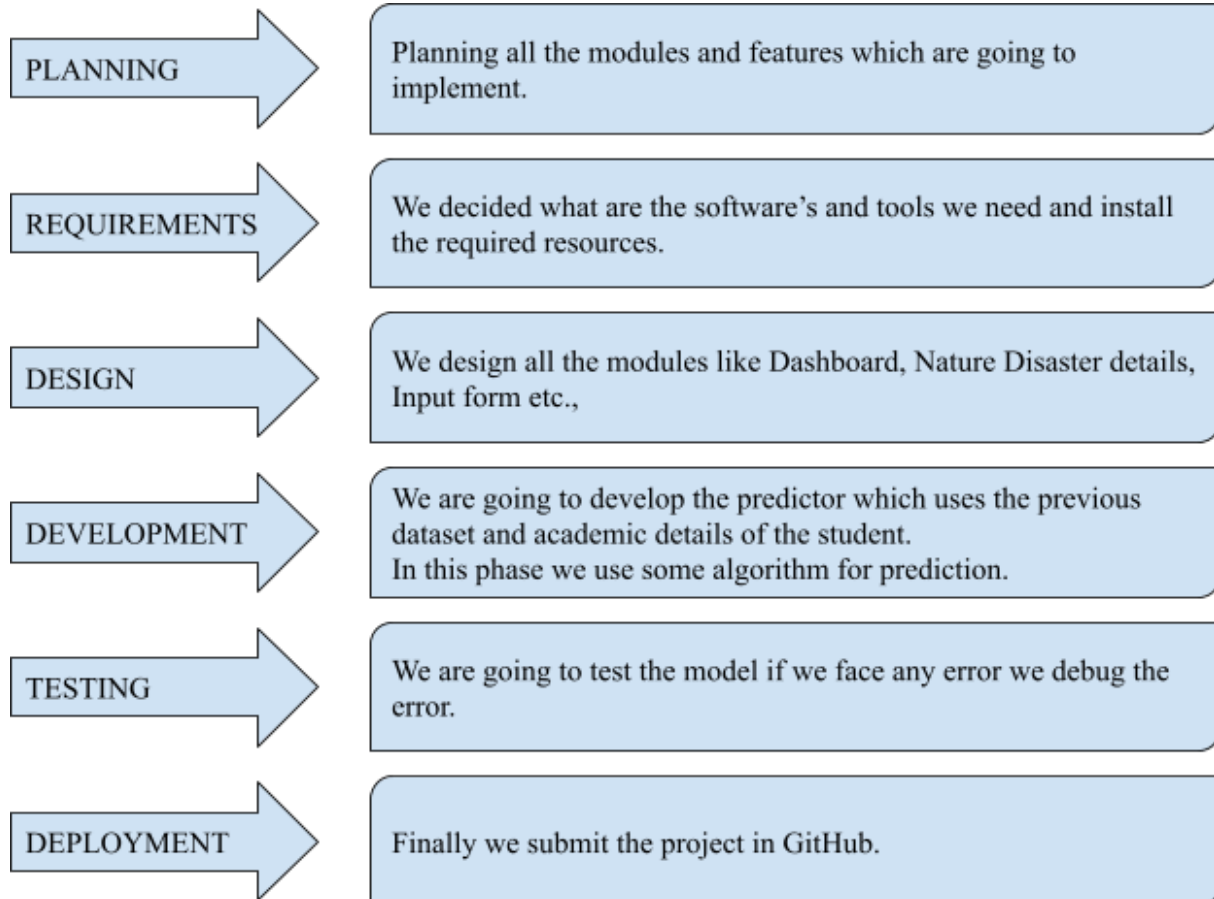 PLANNING
Planning all the modules and features which are going to
implement.
REQUIREMENTS
We decided what are the software’s and tools we need and install
the required resources.
DESIGN
We design all the modules like Dashboard, Nature Disaster details,
Input form etc.,
DEVELOPMENT
We are going to develop the predictor which uses the previous
dataset and academic details of the student.
In this phase we use some algorithm for prediction.
TESTING
We are going to test the model if we face any error we debug the
error.
DEPLOYMENT
Finally we submit the project in GitHub.